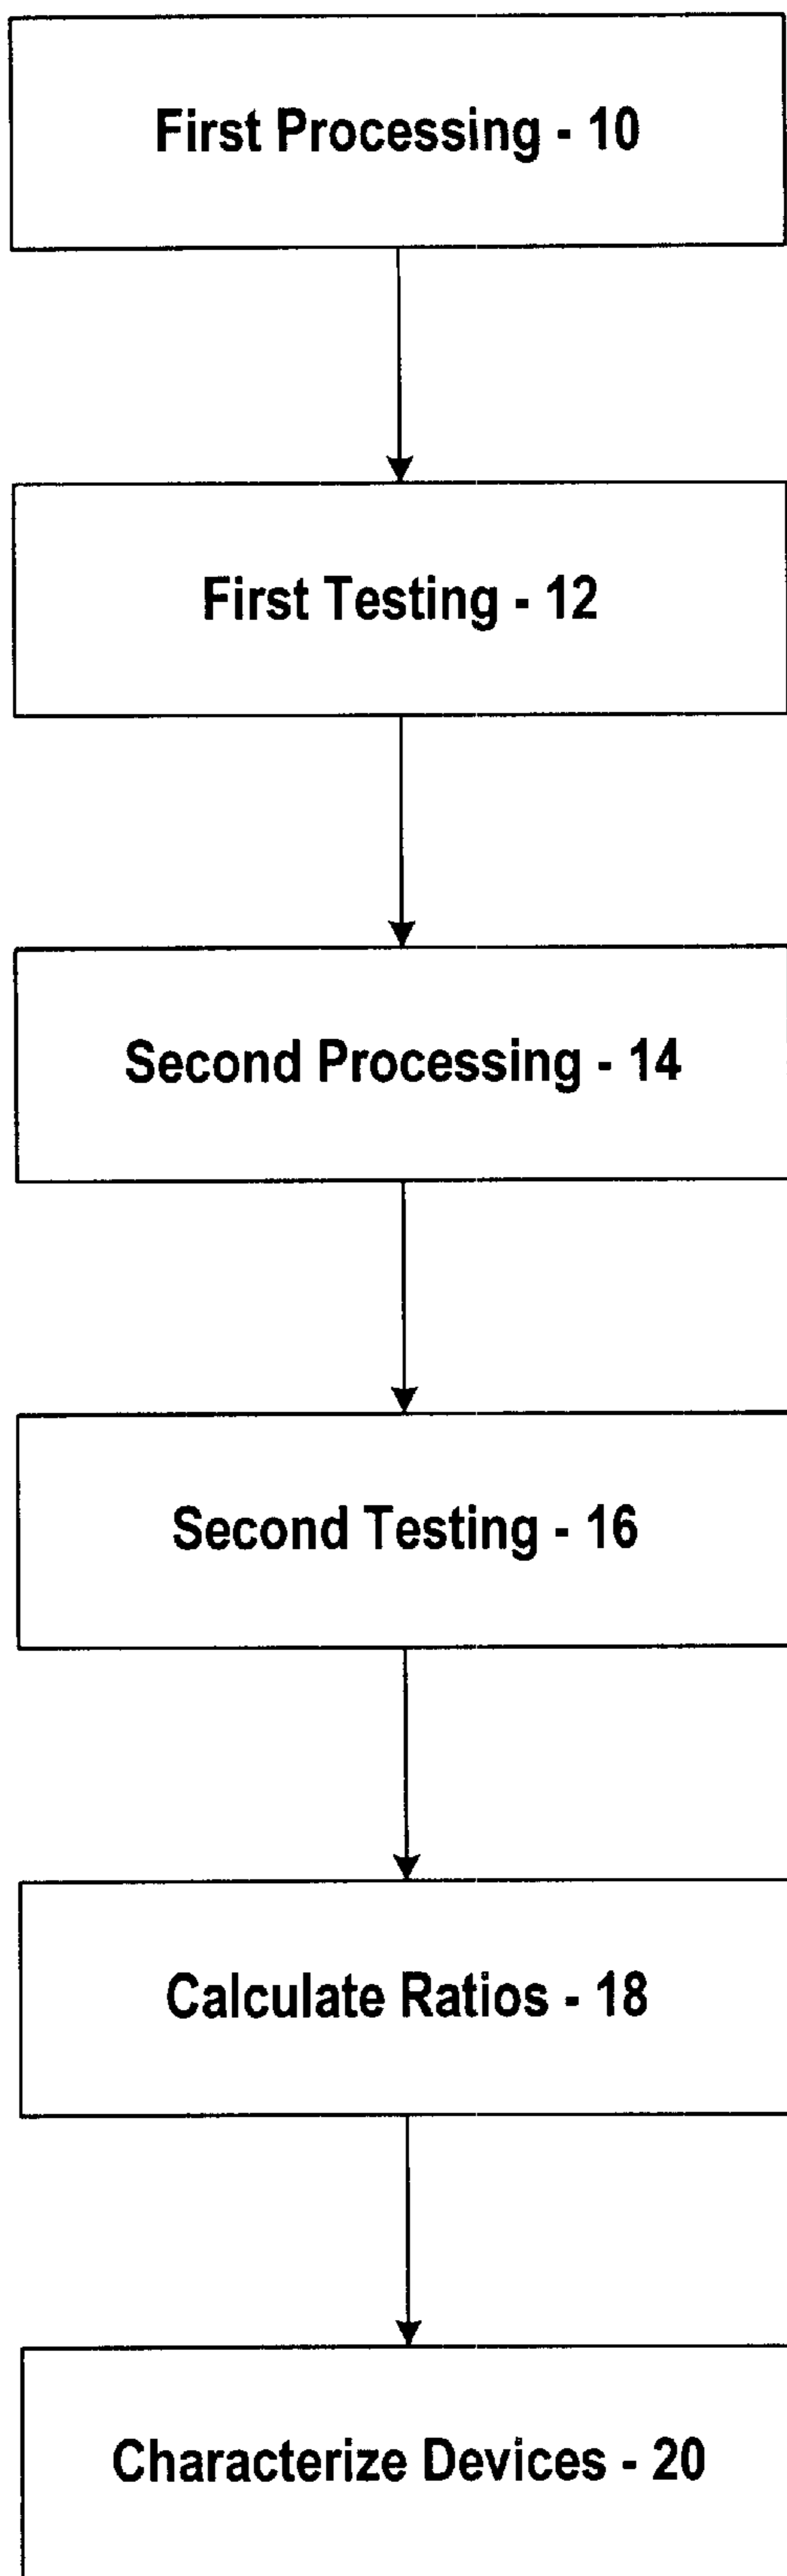 First Processing - 10
First Testing - 12
Second Processing - 14
Second Testing - 16
Calculate Ratios - 18
Characterize Devices - 20